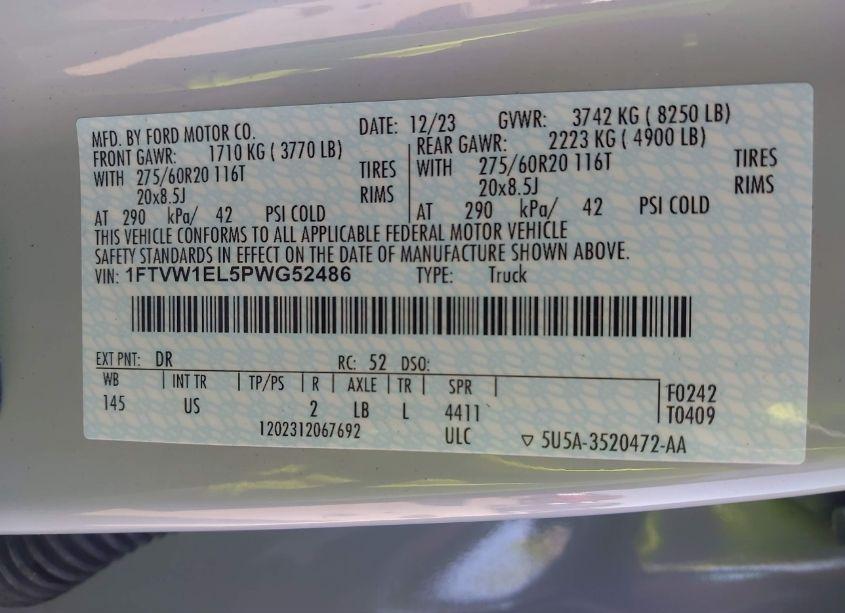 MFD. BY FORD MOTOR CO. DATE: 12/23 GVWR: 3742 KG ( 8250 LB)
FRONT GAWR: 1710 KG ( 3770 LB) REAR GAWR: 2223 KG ( 4900 LB)
WITH 275/60R20 116T TIRES WITH 275/60R20 116T TIRES
20x8.5J RIMS 20x8.5J RIMS
AT 290 kPa/ 42 PSI COLD AT 290 kPa/ 42 PSI COLD
THIS VEHICLE CONFORMS TO ALL APPLICABLE FEDERAL MOTOR VEHICLE
SAFETY STANDARDS IN EFFECT ON THE DATE OF MANUFACTURE SHOWN ABOVE.
VIN: 1FTVW1EL5PWG52486 TYPE: Truck
EXT PNT: DR RC: 52 DSO:
WB INT TR TP/PS R AXLE TR SPR F0242
145 US 2 LB L 4411 T0409
1202312067692 ULC ▽ 5U5A-3520472-AA